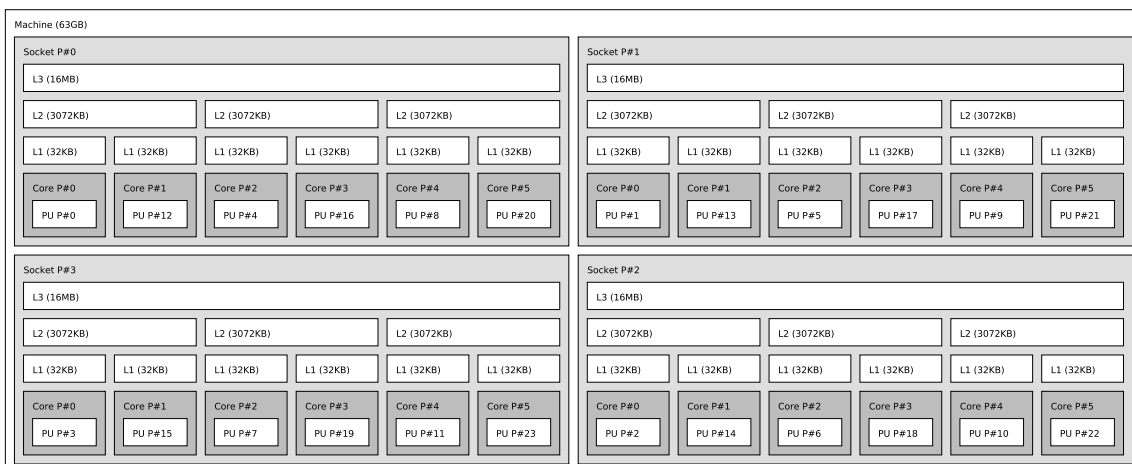 Machine (63GB)
Socket P#0
L3 (16MB)
L2 (3072KB) L2 (3072KB) L2 (3072KB)
L1 (32KB) L1 (32KB) L1 (32KB) L1 (32KB) L1 (32KB) L1 (32KB)
Core P#0 Core P#1 Core P#2 Core P#3 Core P#4 Core P#5
PU P#0 PU P#12 PU P#4 PU P#16 PU P#8 PU P#20
Socket P#1
L3 (16MB)
L2 (3072KB) L2 (3072KB) L2 (3072KB)
L1 (32KB) L1 (32KB) L1 (32KB) L1 (32KB) L1 (32KB) L1 (32KB)
Core P#0 Core P#1 Core P#2 Core P#3 Core P#4 Core P#5
PU P#1 PU P#13 PU P#5 PU P#17 PU P#9 PU P#21
Socket P#3
L3 (16MB)
L2 (3072KB) L2 (3072KB) L2 (3072KB)
L1 (32KB) L1 (32KB) L1 (32KB) L1 (32KB) L1 (32KB) L1 (32KB)
Core P#0 Core P#1 Core P#2 Core P#3 Core P#4 Core P#5
PU P#3 PU P#15 PU P#7 PU P#19 PU P#11 PU P#23
Socket P#2
L3 (16MB)
L2 (3072KB) L2 (3072KB) L2 (3072KB)
L1 (32KB) L1 (32KB) L1 (32KB) L1 (32KB) L1 (32KB) L1 (32KB)
Core P#0 Core P#1 Core P#2 Core P#3 Core P#4 Core P#5
PU P#2 PU P#14 PU P#6 PU P#18 PU P#10 PU P#22